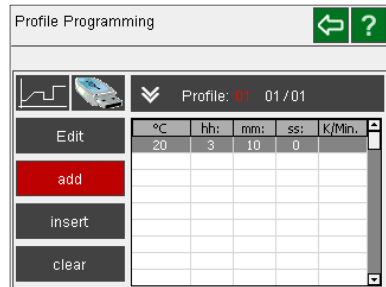 Profile Programming
?
Profile: 01 01/01
Edit
°C hh: mm: ss: K/Min.
20 3 10 0
add
insert
clear